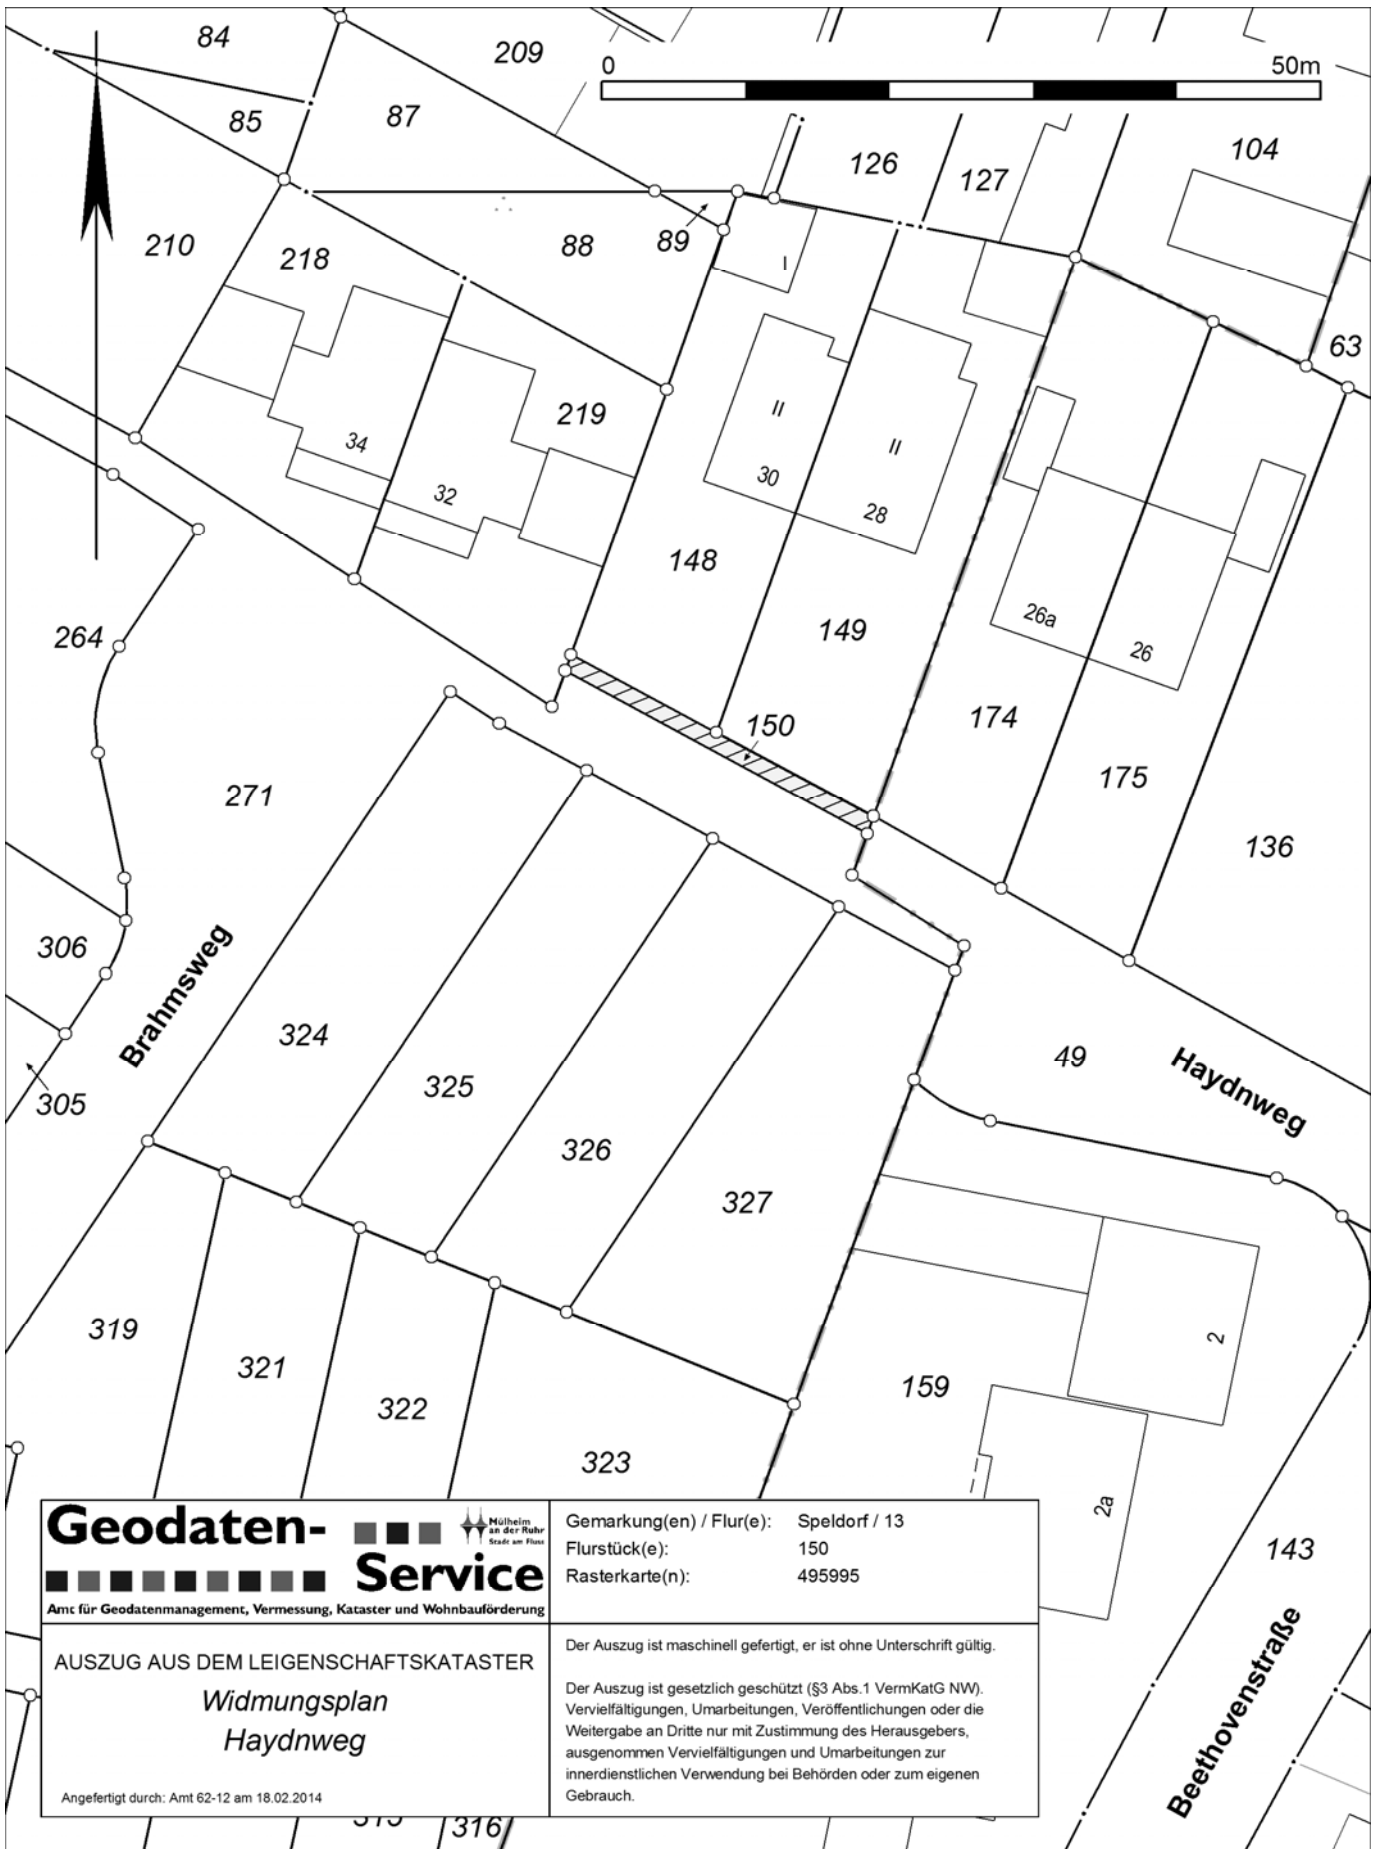 84
209
0
50m
85
87
126
127
104
210
218
88
89
I
63
219
34
32
II
30
II
28
148
149
26a
26
264
150
174
175
271
136
306
Brahmsweg
305
324
325
326
327
49
Haydnweg
319
321
322
323
159
2
2a
143
Beethovenstraße
Geodaten-
Mülheim
an der Ruhr
Stadt am Fluss
Service
Amt für Geodatenmanagement, Vermessung, Kataster und Wohnbauförderung
Gemarkung(en) / Flur(e): Speldorf / 13
Flurstück(e): 150
Rasterkarte(n): 495995
AUSZUG AUS DEM LEIGENSCHAFTSKATASTER
Widmungsplan
Haydnweg
Angefertigt durch: Amt 62-12 am 18.02.2014
Der Auszug ist maschinell gefertigt, er ist ohne Unterschrift gültig.
Der Auszug ist gesetzlich geschützt (§3 Abs.1 VermKatG NW).
Vervielfältigungen, Umarbeitungen, Veröffentlichungen oder die
Weitergabe an Dritte nur mit Zustimmung des Herausgebers,
ausgenommen Vervielfältigungen und Umarbeitungen zur
innerdienstlichen Verwendung bei Behörden oder zum eigenen
Gebrauch.
315
316